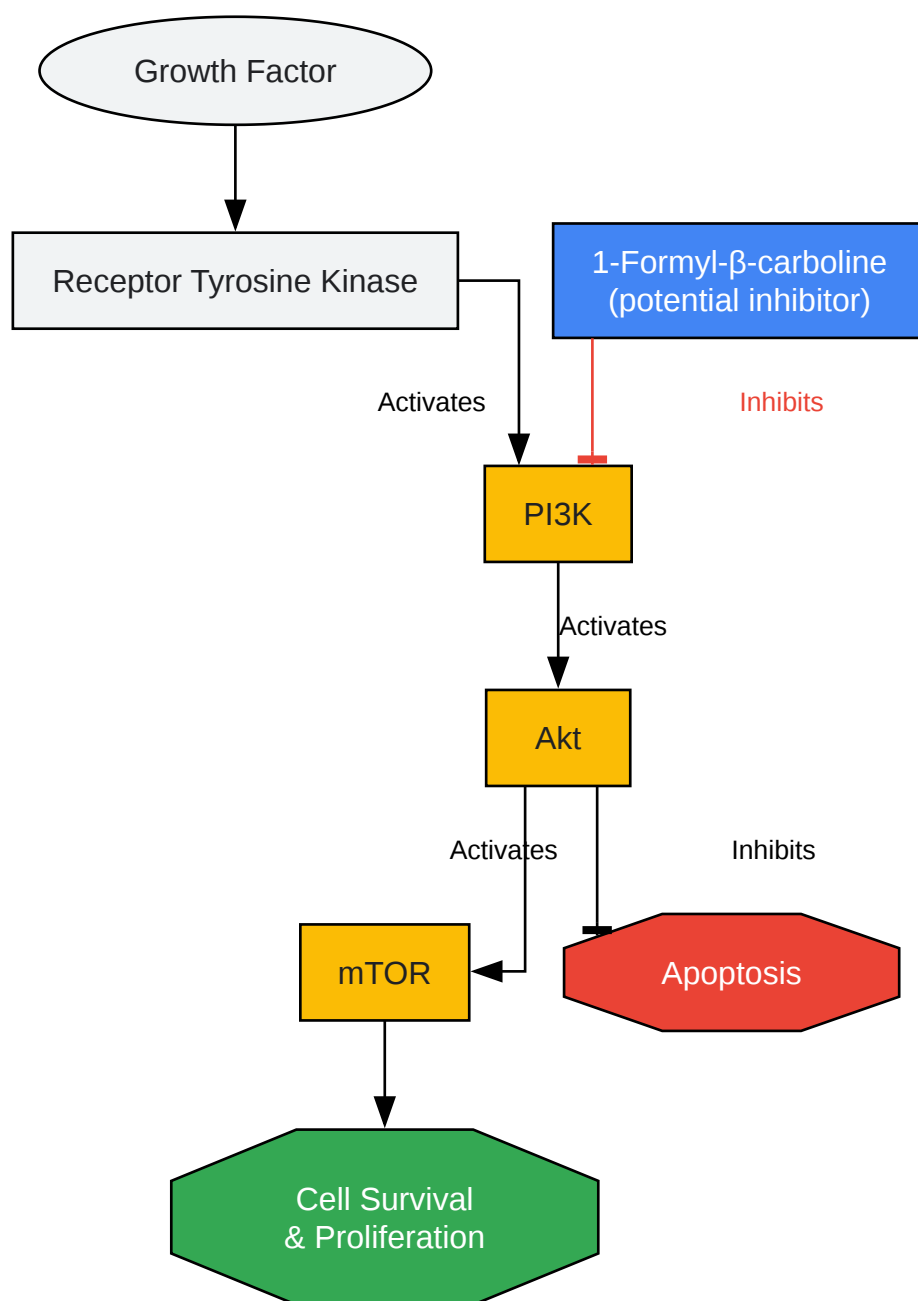 Growth Factor
Receptor Tyrosine Kinase
1-Formyl-β-carboline
(potential inhibitor)
Activates
Inhibits
PI3K
Activates
Akt
Activates
Inhibits
mTOR
Apoptosis
Cell Survival
& Proliferation